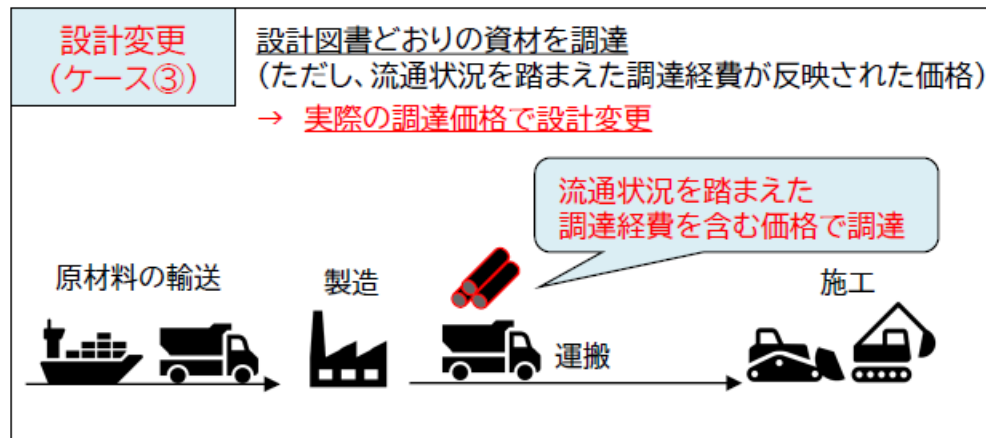 設計変更
(ケース③)
設計図書どおりの資材を調達
(ただし、流通状況を踏まえた調達経費が反映された価格)
→ 実際の調達価格で設計変更
流通状況を踏まえた
調達経費を含む価格で調達
原材料の輸送
製造
施工
運搬